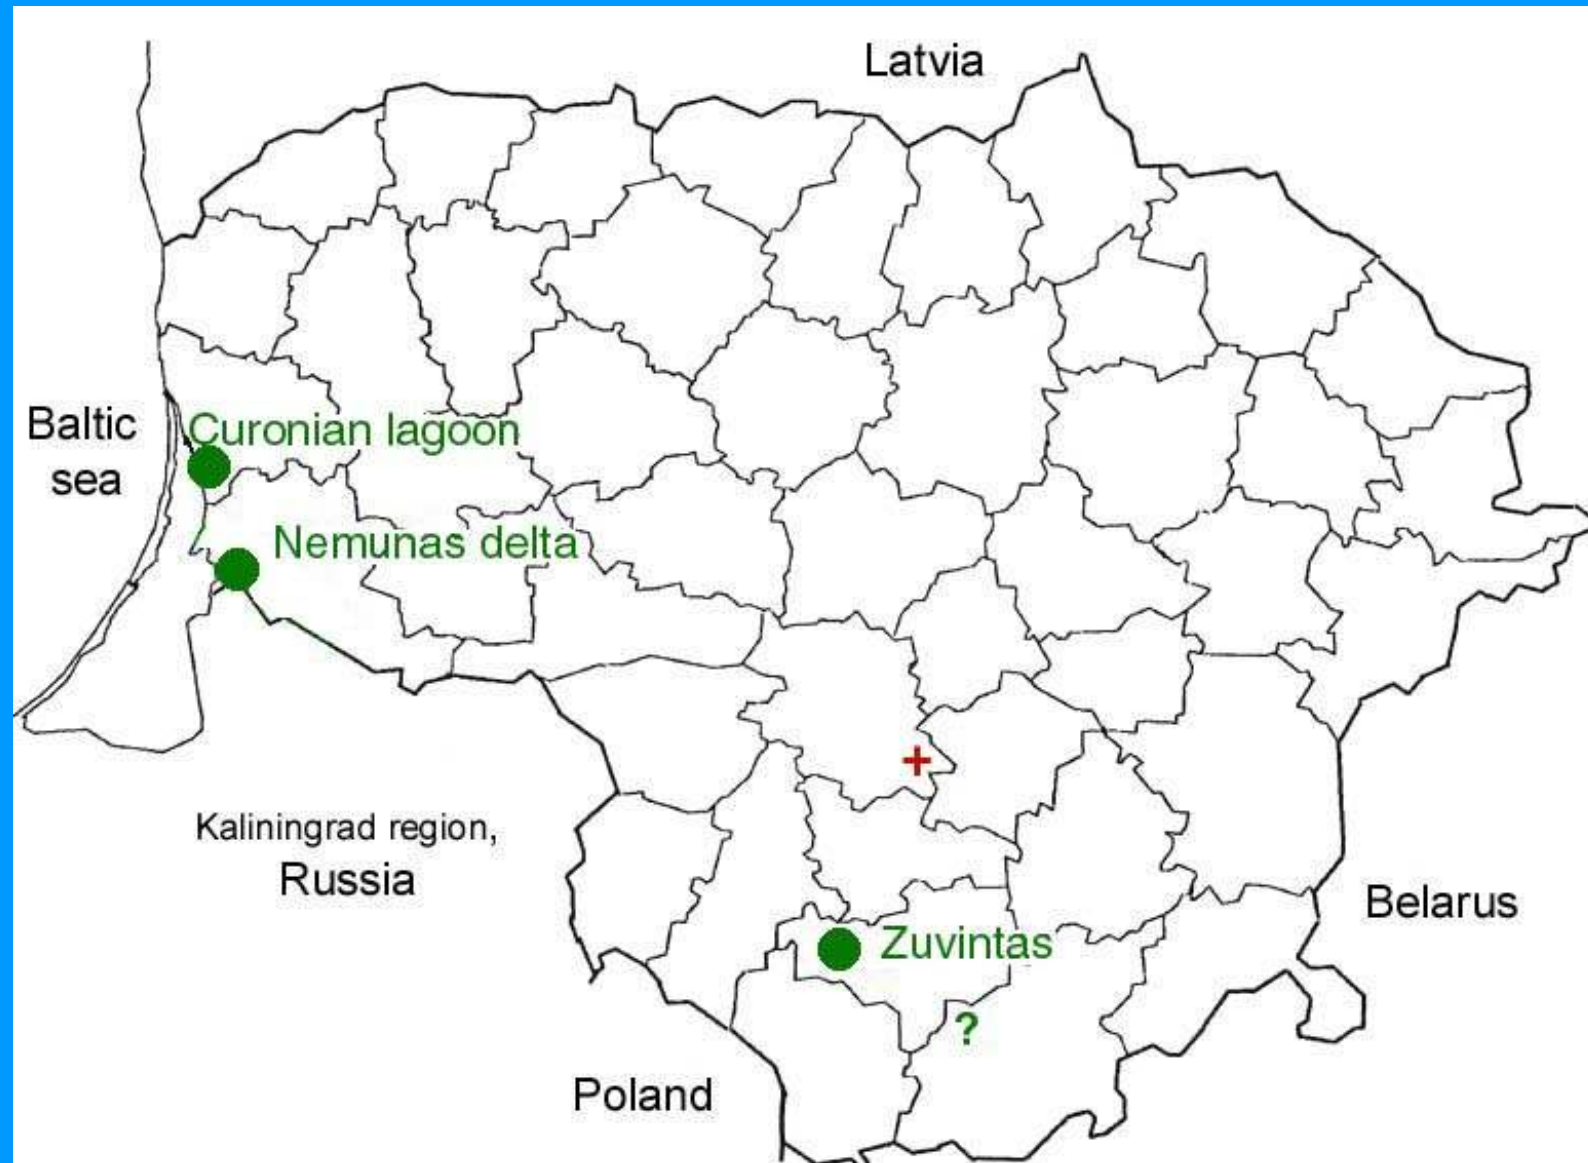 Latvia
Baltic
sea
Curonian lagoon
Nemunas delta
+
Kaliningrad region,
Russia
Belarus
Zuvintas
?
Poland